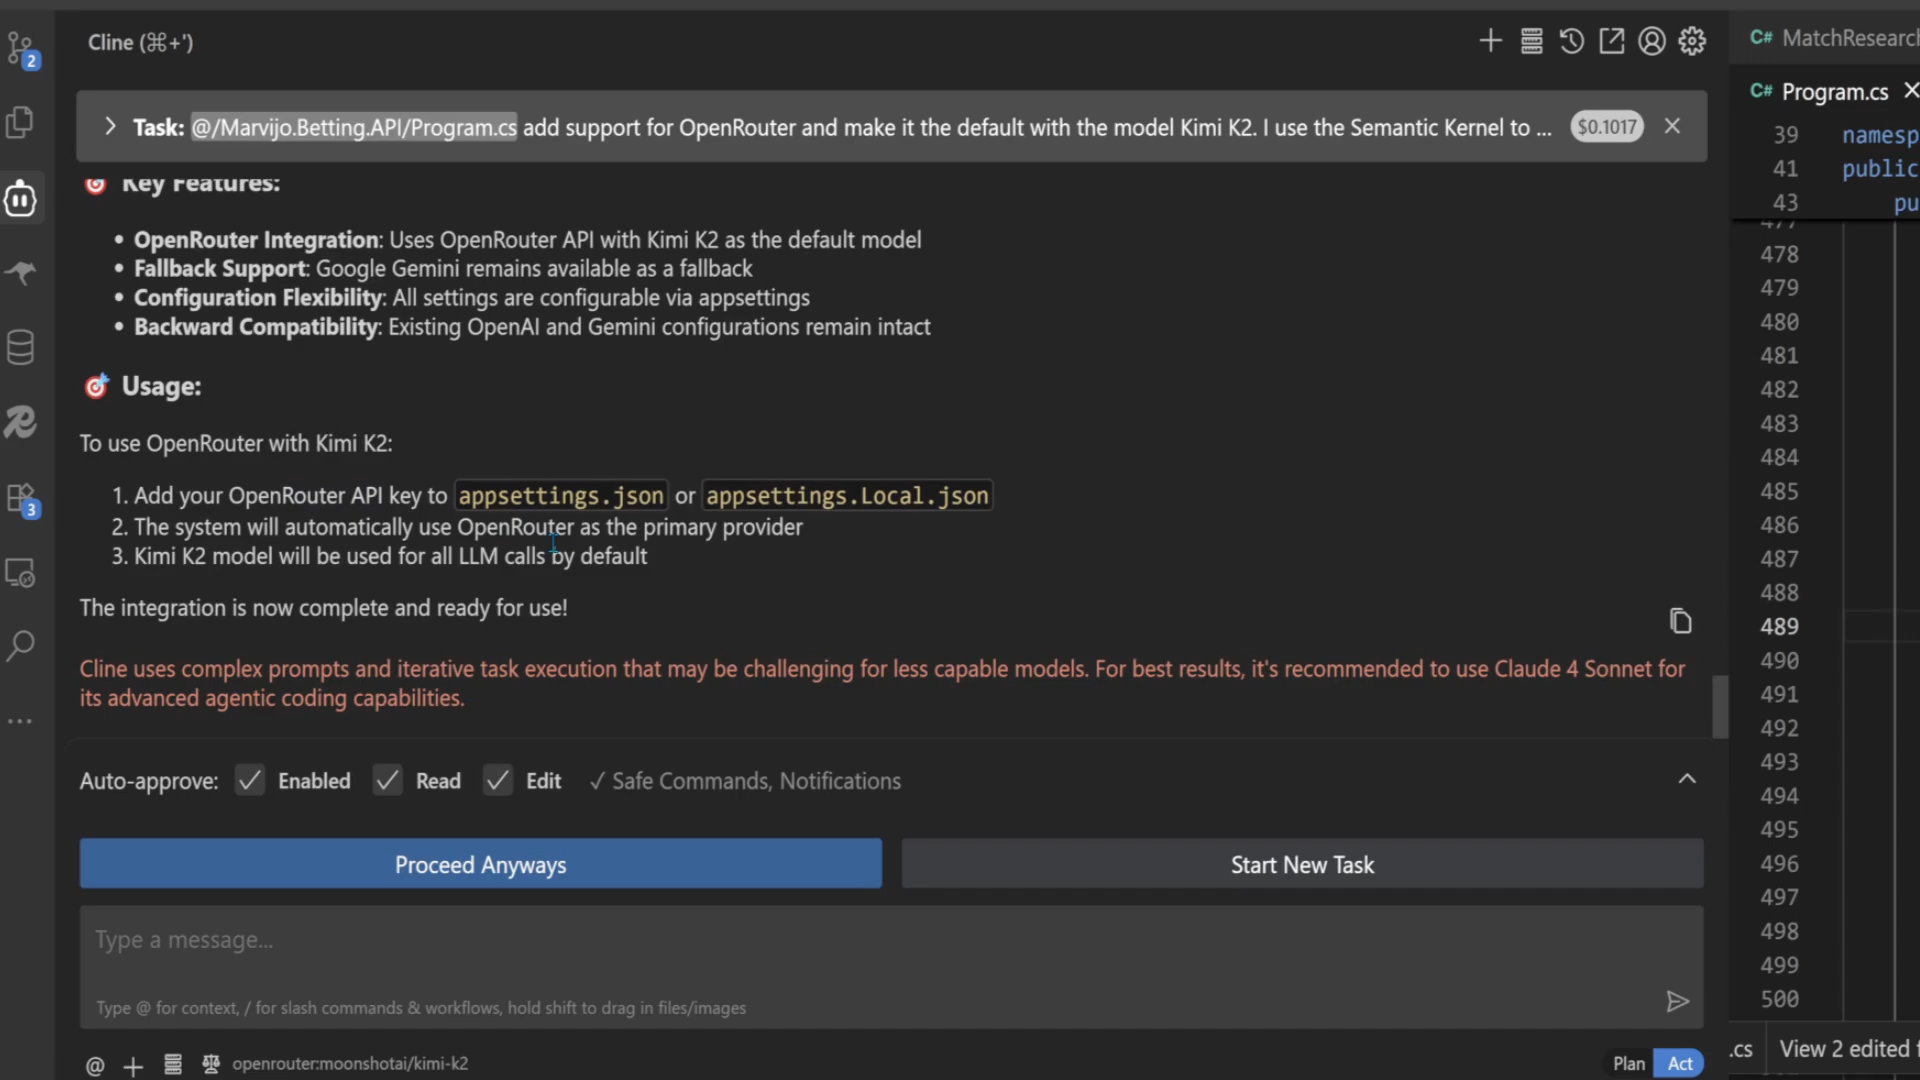 Cline (⌘+')
2
C# MatchResearch
C# Program.cs
Task: @/Marvijo.Betting.API/Program.cs add support for OpenRouter and make it the default with the model Kimi K2. I use the Semantic Kernel to ... $0.1017
39 namesp
41 public
43 pu
Key Features:
• OpenRouter Integration: Uses OpenRouter API with Kimi K2 as the default model
• Fallback Support: Google Gemini remains available as a fallback
• Configuration Flexibility: All settings are configurable via appsettings
• Backward Compatibility: Existing OpenAI and Gemini configurations remain intact
Usage:
To use OpenRouter with Kimi K2:
1. Add your OpenRouter API key to appsettings.json or appsettings.Local.json
2. The system will automatically use OpenRouter as the primary provider
3. Kimi K2 model will be used for all LLM calls by default
3
The integration is now complete and ready for use!
Cline uses complex prompts and iterative task execution that may be challenging for less capable models. For best results, it's recommended to use Claude 4 Sonnet for
its advanced agentic coding capabilities.
Auto-approve: ✓ Enabled ✓ Read ✓ Edit ✓ Safe Commands, Notifications
Proceed Anyways
Start New Task
Type a message...
Type @ for context, / for slash commands & workflows, hold shift to drag in files/images
@ + openrouter:moonshotai/kimi-k2
Plan Act
477
478
479
480
481
482
483
484
485
486
487
488
489
490
491
492
493
494
495
496
497
498
499
500
.cs View 2 edited f